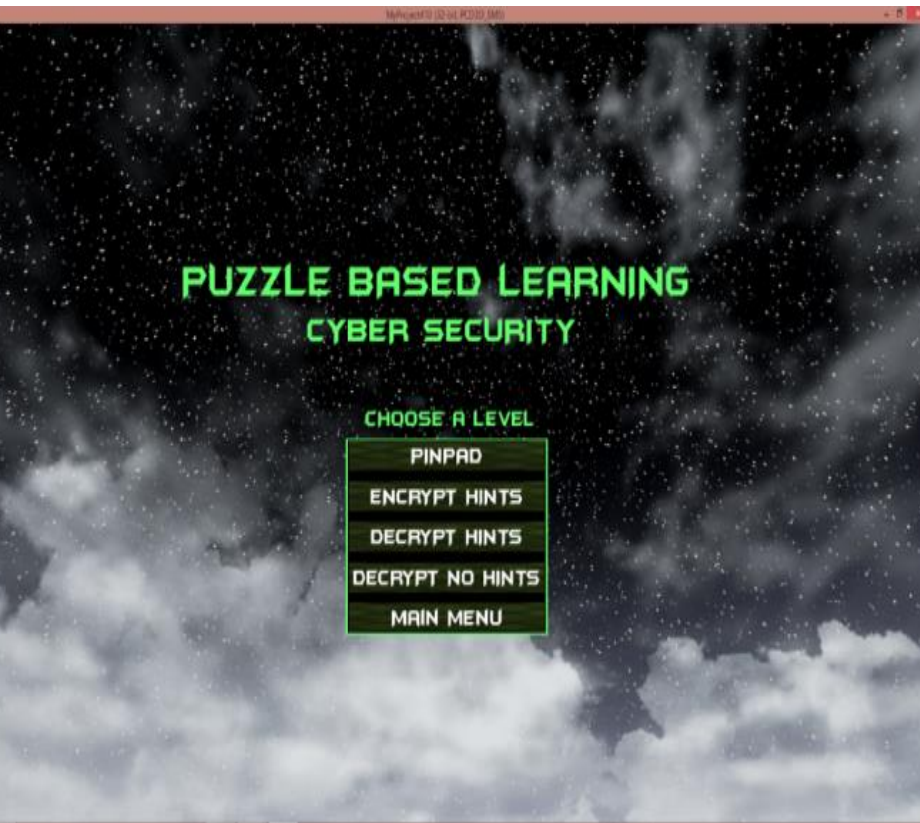 PUZZLE BASED LEARNING
CYBER SECURITY
CHOOSE A LEVEL
PINPAD
ENCRYPT HINTS
DECRYPT HINTS
DECRYPT NO HINTS
MAIN MENU